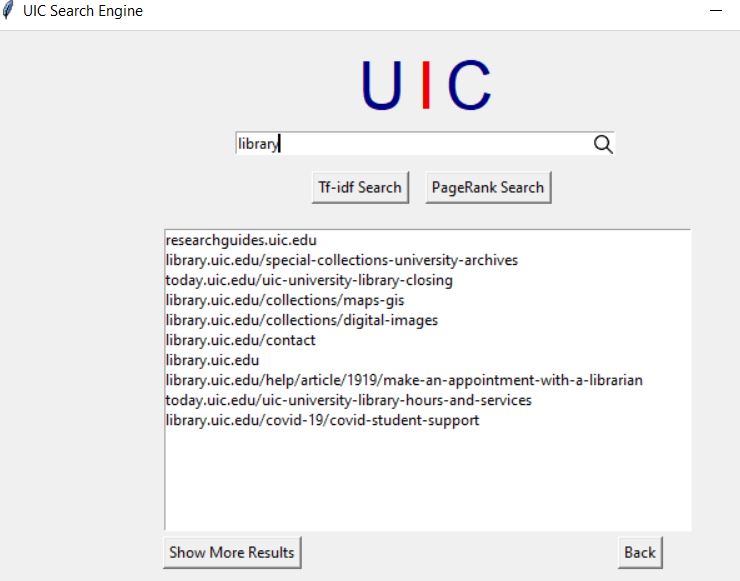 UIC Search Engine
U I C
library
Tf-idf Search PageRank Search
researchguides.uic.edu
library.uic.edu/special-collections-university-archives
today.uic.edu/uic-university-library-closing
library.uic.edu/collections/maps-gis
library.uic.edu/collections/digital-images
library.uic.edu/contact
library.uic.edu
library.uic.edu/help/article/1919/make-an-appointment-with-a-librarian
today.uic.edu/uic-university-library-hours-and-services
library.uic.edu/covid-19/covid-student-support
Show More Results Back